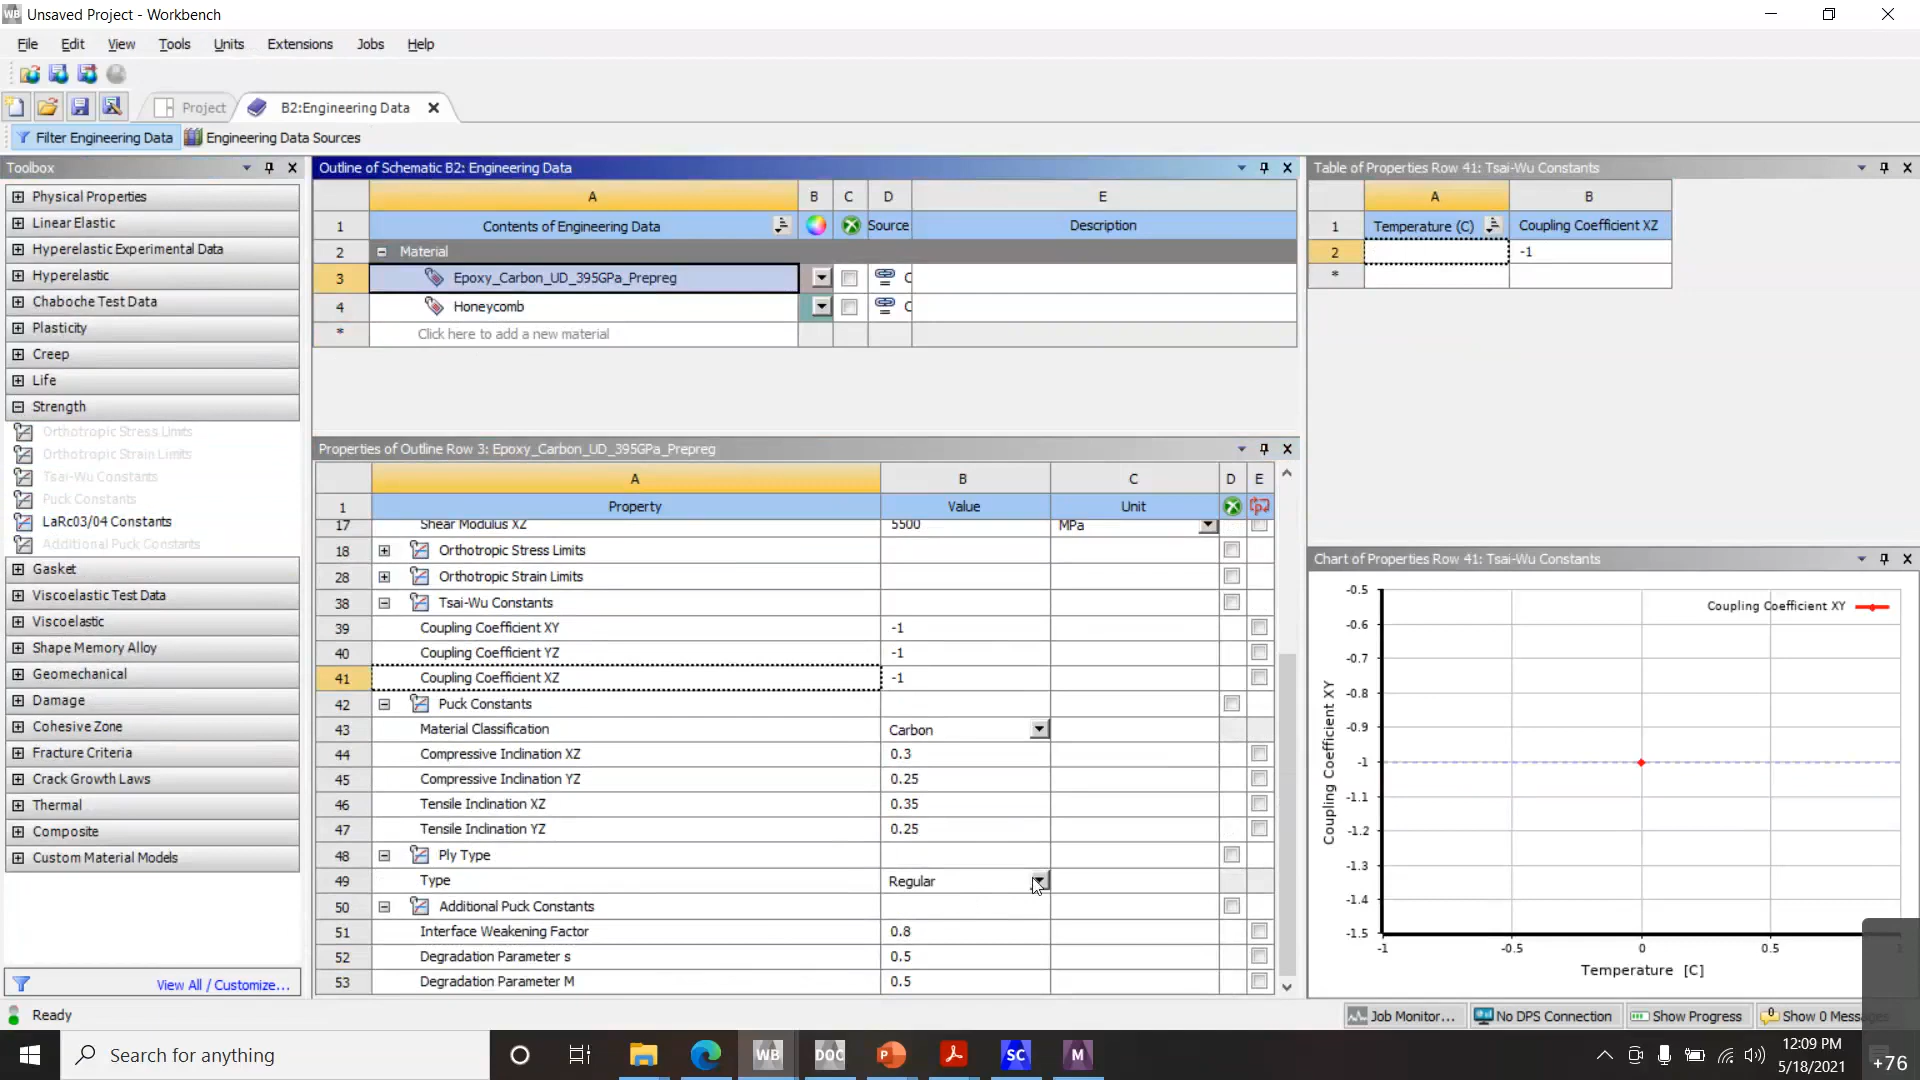 Unsaved Project - Workbench
File Edit View Tools Units Extensions Jobs Help
Project B2:Engineering Data
Filter Engineering Data Engineering Data Sources
Toolbox
Physical Properties
Linear Elastic
Hyperelastic Experimental Data
Hyperelastic
Chaboche Test Data
Plasticity
Creep
Life
Strength
Orthotropic Stress Limits
Orthotropic Strain Limits
Tsai-Wu Constants
Puck Constants
LaRc03/04 Constants
Additional Puck Constants
Gasket
Viscoelastic Test Data
Viscoelastic
Shape Memory Alloy
Geomechanical
Damage
Cohesive Zone
Fracture Criteria
Crack Growth Laws
Thermal
Composite
Custom Material Models
View All / Customize...
Outline of Schematic B2: Engineering Data
A B C D E
1 Contents of Engineering Data Source Description
2 Material
3 Epoxy_Carbon_UD_395GPa_Prepreg C
4 Honeycomb C
* Click here to add a new material
Properties of Outline Row 3: Epoxy_Carbon_UD_395GPa_Prepreg
A B C D E
1 Property Value Unit
17 Shear Modulus XZ 5500 MPa
18 Orthotropic Stress Limits
28 Orthotropic Strain Limits
38 Tsai-Wu Constants
39 Coupling Coefficient XY -1
40 Coupling Coefficient YZ -1
41 Coupling Coefficient XZ -1
42 Puck Constants
43 Material Classification Carbon
44 Compressive Inclination XZ 0.3
45 Compressive Inclination YZ 0.25
46 Tensile Inclination XZ 0.35
47 Tensile Inclination YZ 0.25
48 Ply Type
49 Type Regular
50 Additional Puck Constants
51 Interface Weakening Factor 0.8
52 Degradation Parameter s 0.5
53 Degradation Parameter M 0.5
Table of Properties Row 41: Tsai-Wu Constants
A B
1 Temperature (C) Coupling Coefficient XZ
2 -1
*
Chart of Properties Row 41: Tsai-Wu Constants
Coupling Coefficient XY
-0.5
-0.6
-0.7
-0.8
-0.9
-1
-1.1
-1.2
-1.3
-1.4
-1.5
Coupling Coefficient XY
-1 -0.5 0 0.5
Temperature [C]
Ready
Job Monitor... No DPS Connection Show Progress Show 0 Messages
Search for anything
WB DOC P SC M
12:09 PM
5/18/2021
+76